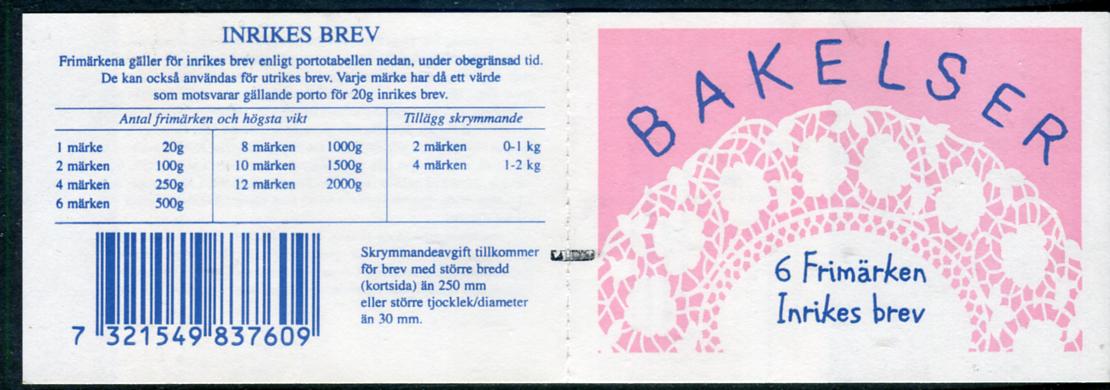 INRIKES BREV
Frimärkena gäller för inrikes brev enligt portotabellen nedan, under obegränsad tid.
De kan också användas för utrikes brev. Varje märke har då ett värde
som motsvarar gällande porto för 20g inrikes brev.
Antal frimärken och högsta vikt Tillägg skrymmande
1 märke 20g 8 märken 1000g 2 märken 0-1 kg
2 märken 100g 10 märken 1500g 4 märken 1-2 kg
4 märken 250g 12 märken 2000g
6 märken 500g
Skrymmandeavgift tillkommer
för brev med större bredd
(kortsida) än 250 mm
eller större tjocklek/diameter
än 30 mm.
7 321549 837609
BAKELSER
6 Frimärken
Inrikes brev